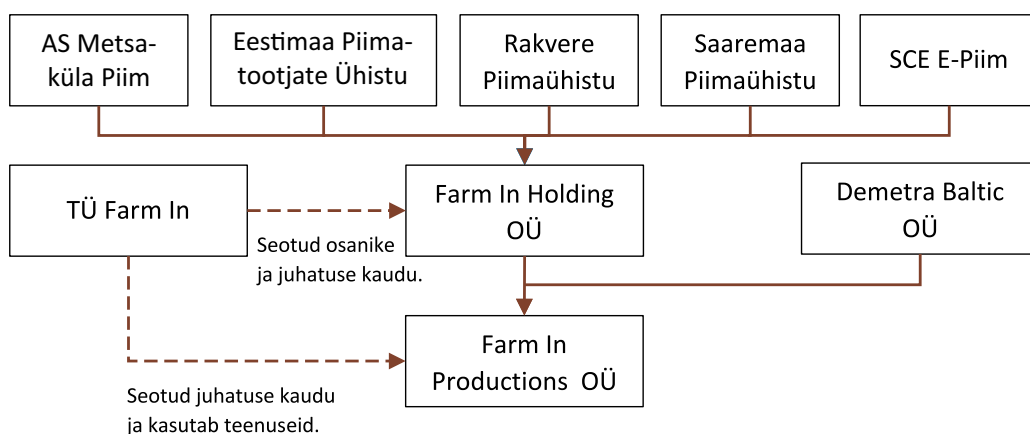 AS Metsa-
küla Piim
Eestimaa Piima-
tootjate Ühistu
Rakvere
Piimaühistu
Saaremaa
Piimaühistu
SCE E-Piim
TÜ Farm In
Farm In Holding
OÜ
Demetra Baltic
OÜ
Seotud osanike
ja juhatuse kaudu.
Farm In
Productions OÜ
Seotud juhatuse kaudu
ja kasutab teenuseid.